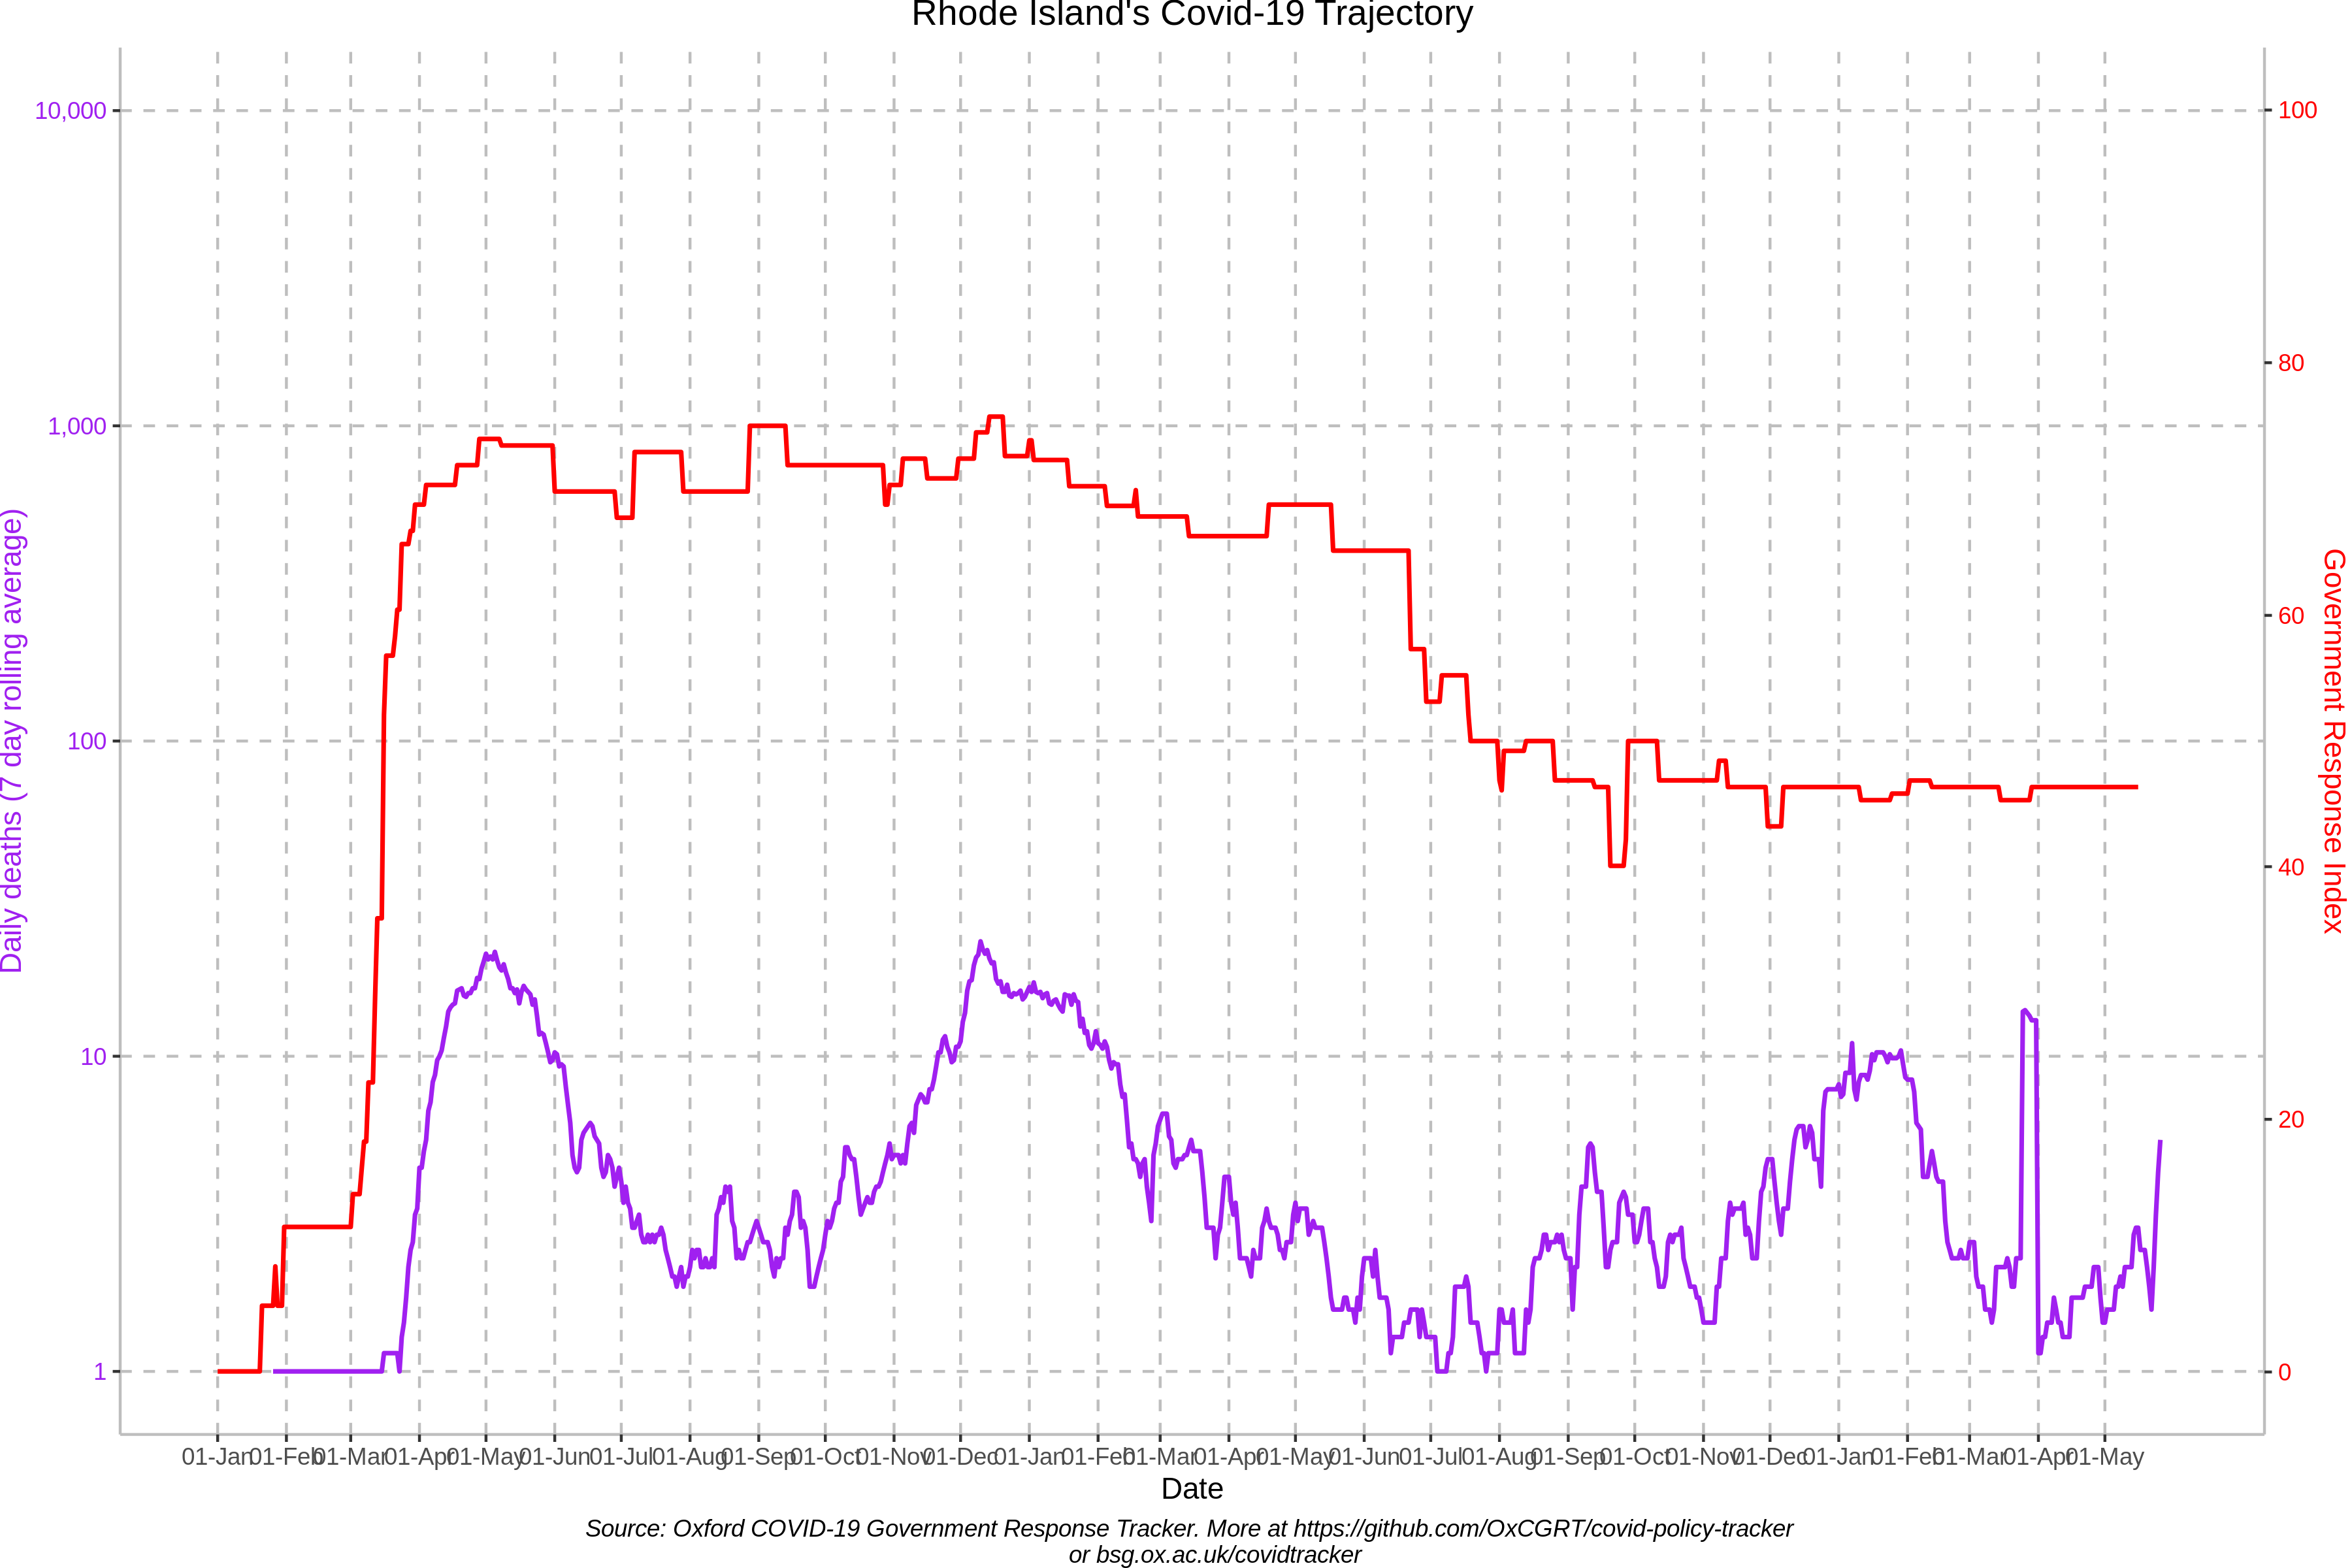 Rhode Island's Covid-19 Trajectory
10,000
1,000
100
10
1
Daily deaths (7 day rolling average)
100
80
60
40
20
0
Government Response Index
01-Jan 01-Feb 01-Mar 01-Apr 01-May 01-Jun 01-Jul 01-Aug 01-Sep 01-Oct 01-Nov 01-Dec 01-Jan 01-Feb 01-Mar 01-Apr 01-May 01-Jun 01-Jul 01-Aug 01-Sep 01-Oct 01-Nov 01-Dec 01-Jan 01-Feb 01-Mar 01-Apr 01-May
Date
Source: Oxford COVID-19 Government Response Tracker. More at https://github.com/OxCGRT/covid-policy-tracker
or bsg.ox.ac.uk/covidtracker